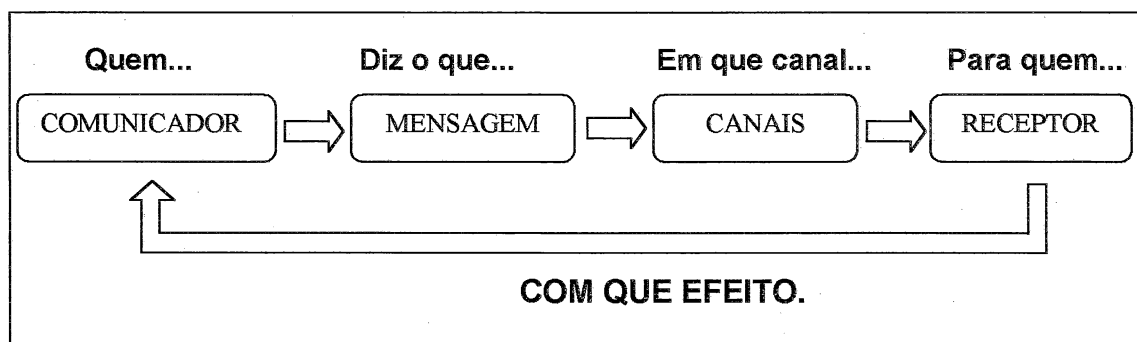 Quem... Diz o que... Em que canal... Para quem...
COMUNICADOR MENSAGEM CANAIS RECEPTOR
COM QUE EFEITO.